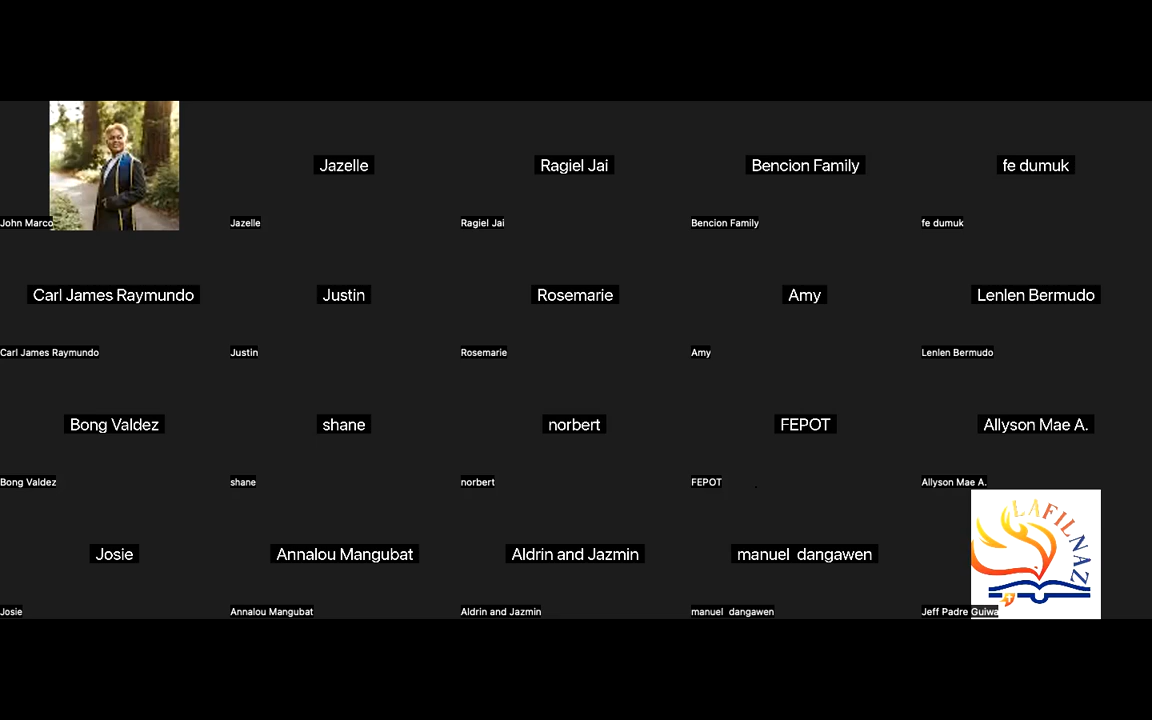 Jazelle
Ragiel Jai
Bencion Family
fe dumuk
John Marco
Jazelle
Ragiel Jai
Bencion Family
fe dumuk
Carl James Raymundo
Justin
Rosemarie
Amy
Lenlen Bermudo
Carl James Raymundo
Justin
Rosemarie
Amy
Lenlen Bermudo
Bong Valdez
shane
norbert
FEPOT
Allyson Mae A.
Bong Valdez
shane
norbert
FEPOT
Allyson Mae A.
LAFILNAZ
Josie
Annalou Mangubat
Aldrin and Jazmin
manuel dangawen
Josie
Annalou Mangubat
Aldrin and Jazmin
manuel dangawen
Jeff Padre Guiwa